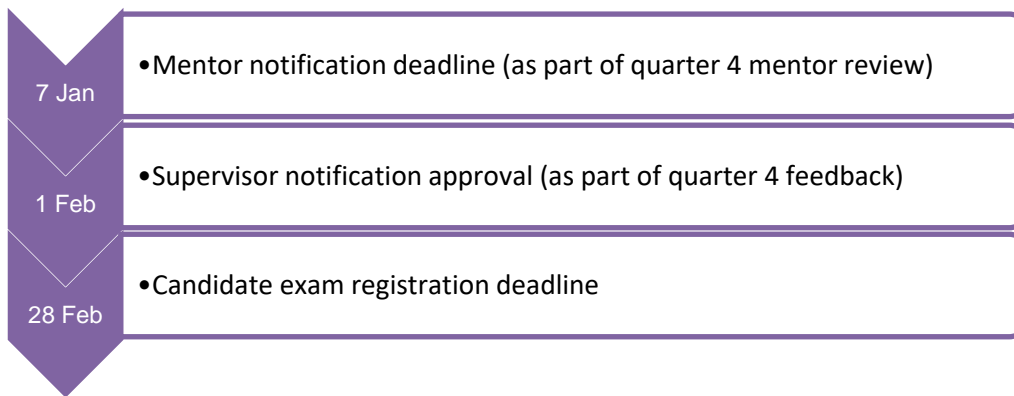 7 Jan
•Mentor notification deadline (as part of quarter 4 mentor review)
1 Feb
•Supervisor notification approval (as part of quarter 4 feedback)
28 Feb
•Candidate exam registration deadline